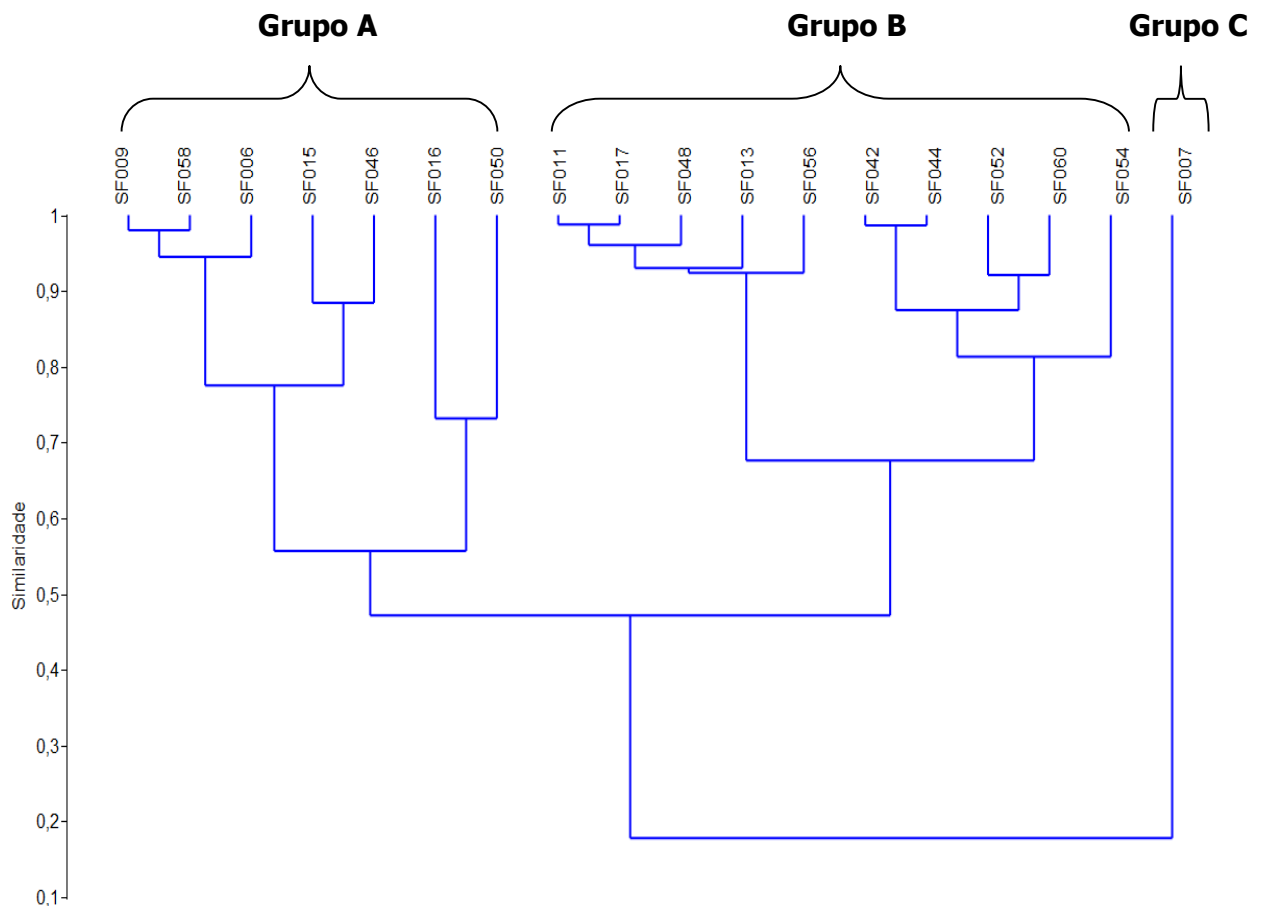 Grupo A
Grupo B
Grupo C
SF009
SF058
SF006
SF015
SF046
SF016
SF050
SF011
SF017
SF048
SF013
SF056
SF042
SF044
SF052
SF060
SF054
SF007
1
0,9
0,8
0,7
0,6
0,5
0,4
0,3
0,2
0,1
Similaridade